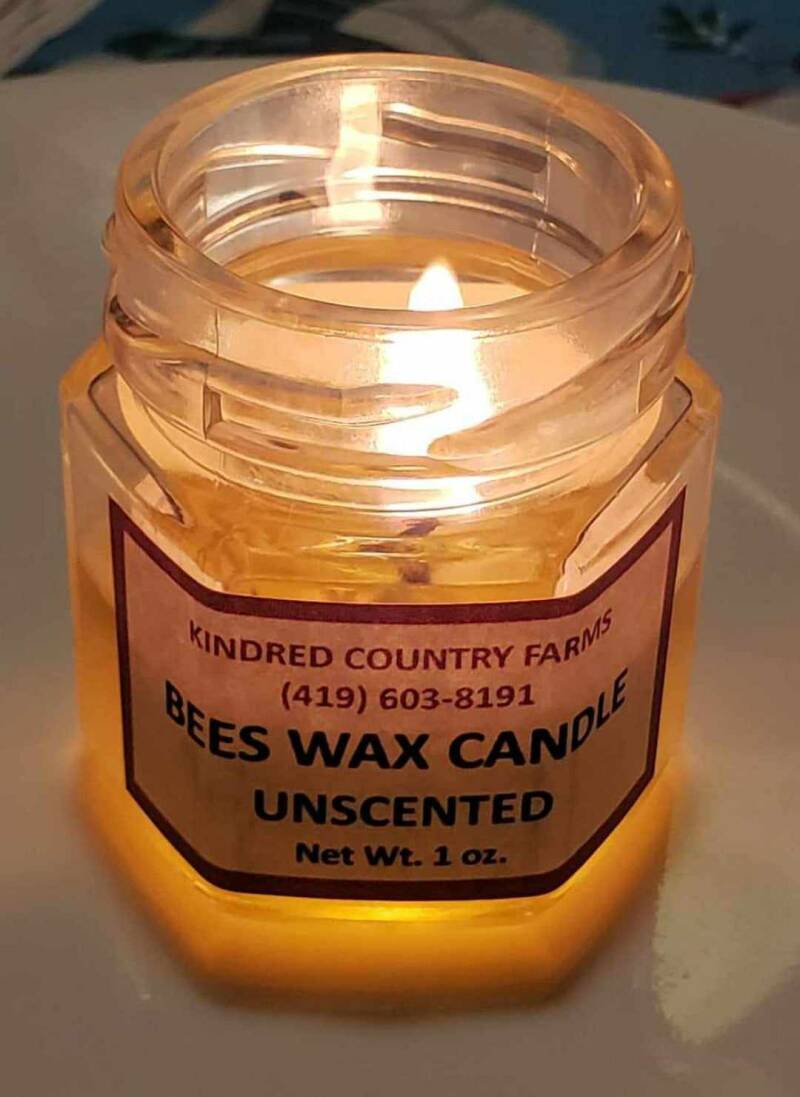 KINDRED COUNTRY FARMS
(419) 603-8191
BEES WAX CANDLE
UNSCENTED
Net Wt. 1 oz.